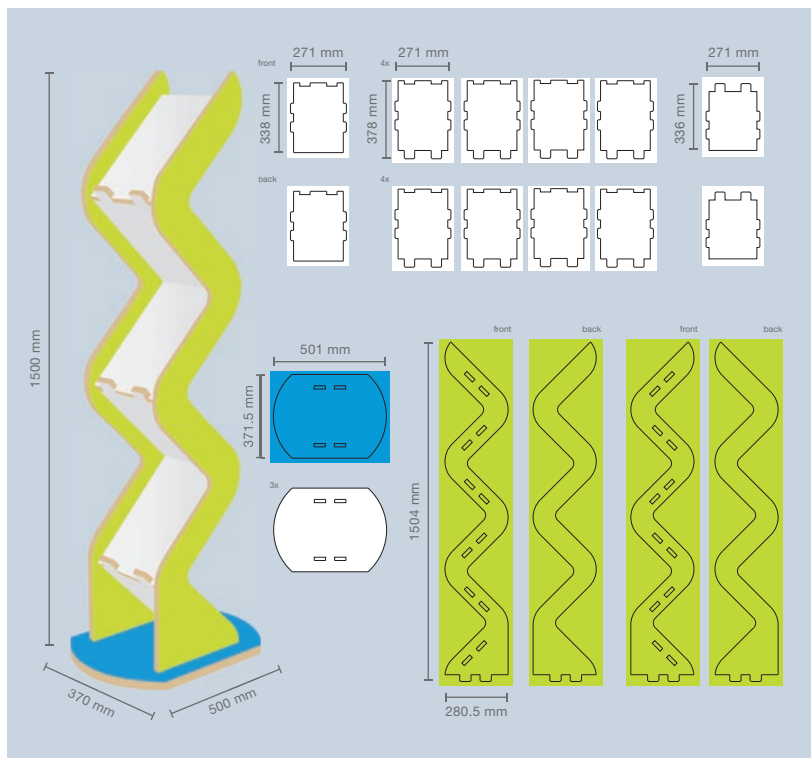 271 mm
271 mm
271 mm
front
4x
338 mm
378 mm
336 mm
back
4x
1500 mm
501 mm
371.5 mm
3x
front
back
front
back
1504 mm
280.5 mm
370 mm
500 mm